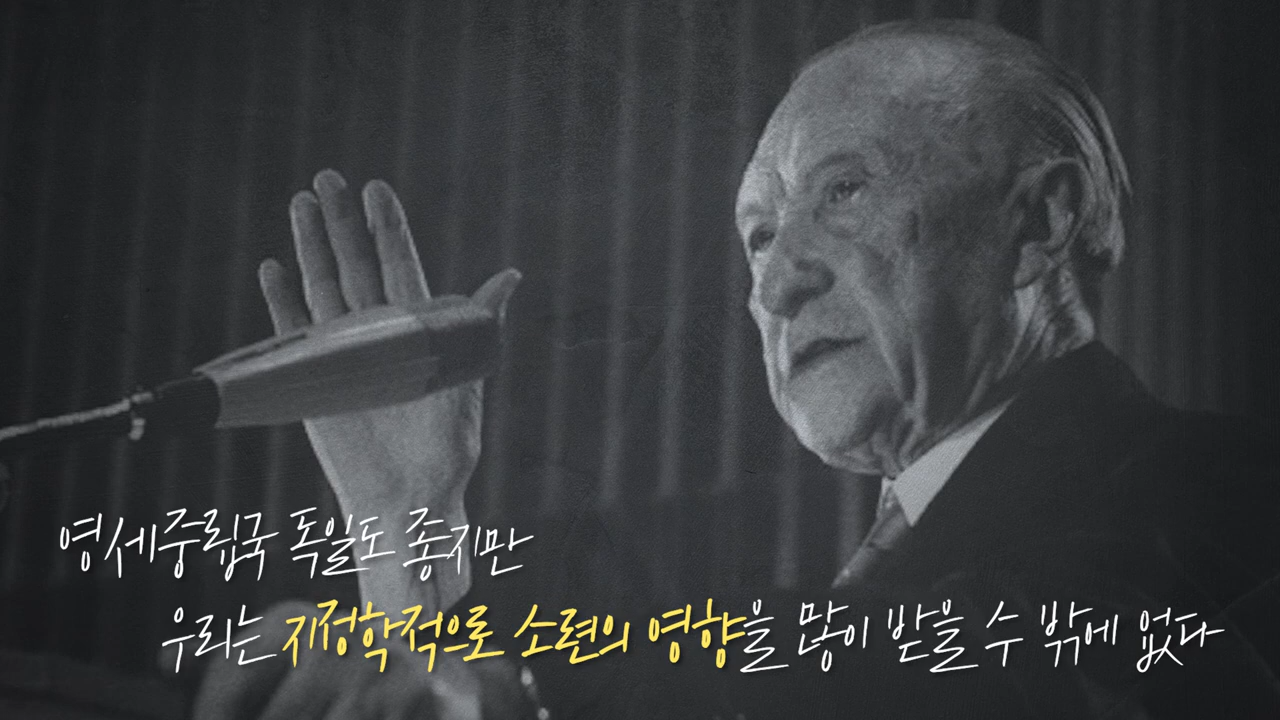 영세중립국 독일도 좋지만
우리는 지정학적으로 소련의 영향을 많이 받을 수 밖에 없다